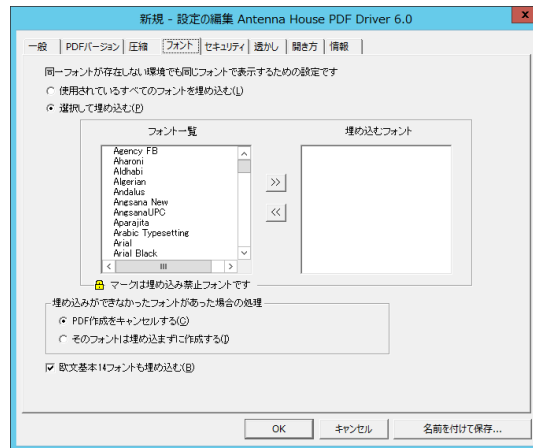 新規 - 設定の編集 Antenna House PDF Driver 6.0
x
一般 PDFバージョン 圧縮 フォント セキュリティ 透かし 開き方 情報
同一フォントが存在しない環境でも同じフォントで表示するための設定です
使用されているすべてのフォントを埋め込む(L)
選択して埋め込む(P)
フォント一覧
埋め込むフォント
Agency FB
Aharoni
Aldhabi
Algerian
Andalus
Angsana New
AngsanaUPC
Aparajita
Arabic Typesetting
Arial
Arial Black
>>
<<
マークは埋め込み禁止フォントです
埋め込みができなかったフォントがあった場合の処理
PDF作成をキャンセルする(C)
そのフォントは埋め込まずに作成する(I)
欧文基本14フォントも埋め込む(B)
OK キャンセル 名前を付けて保存...